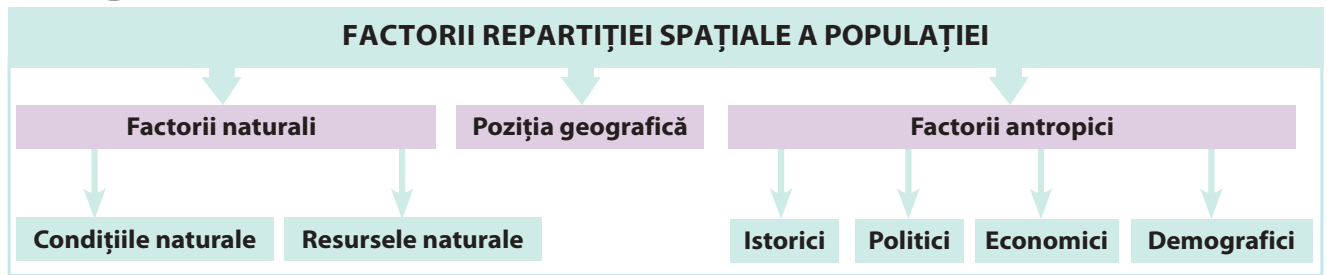 FACTORII REPARTIȚIEI SPAȚIALE A POPULAȚIEI
Factorii naturali
Poziția geografică
Factorii antropici
Condițiile naturale
Resursele naturale
Istorici
Politici
Economici
Demografici